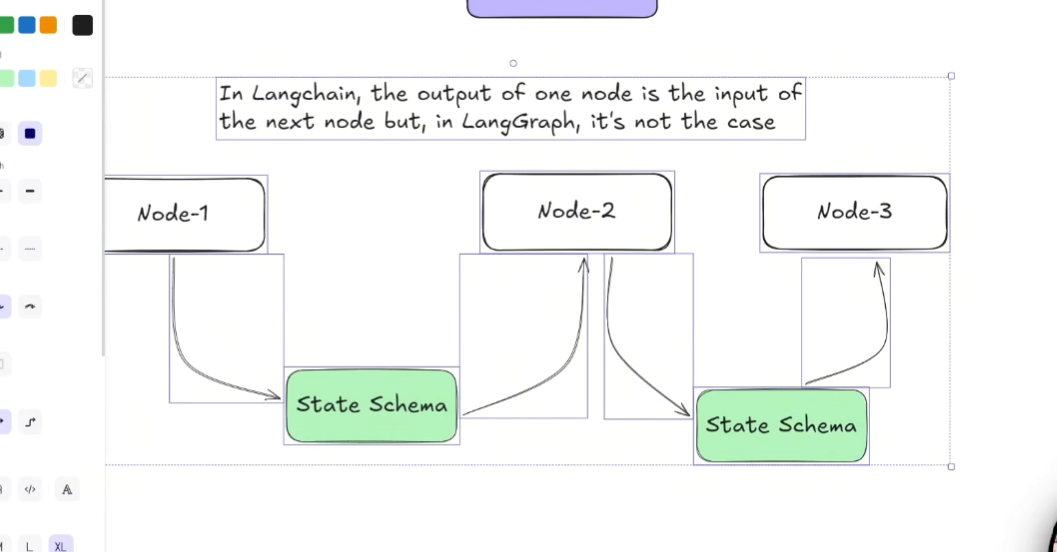 In Langchain, the output of one node is the input of
the next node but, in LangGraph, it's not the case
Node-1
Node-2
Node-3
State Schema
State Schema
</>
A
L
XL